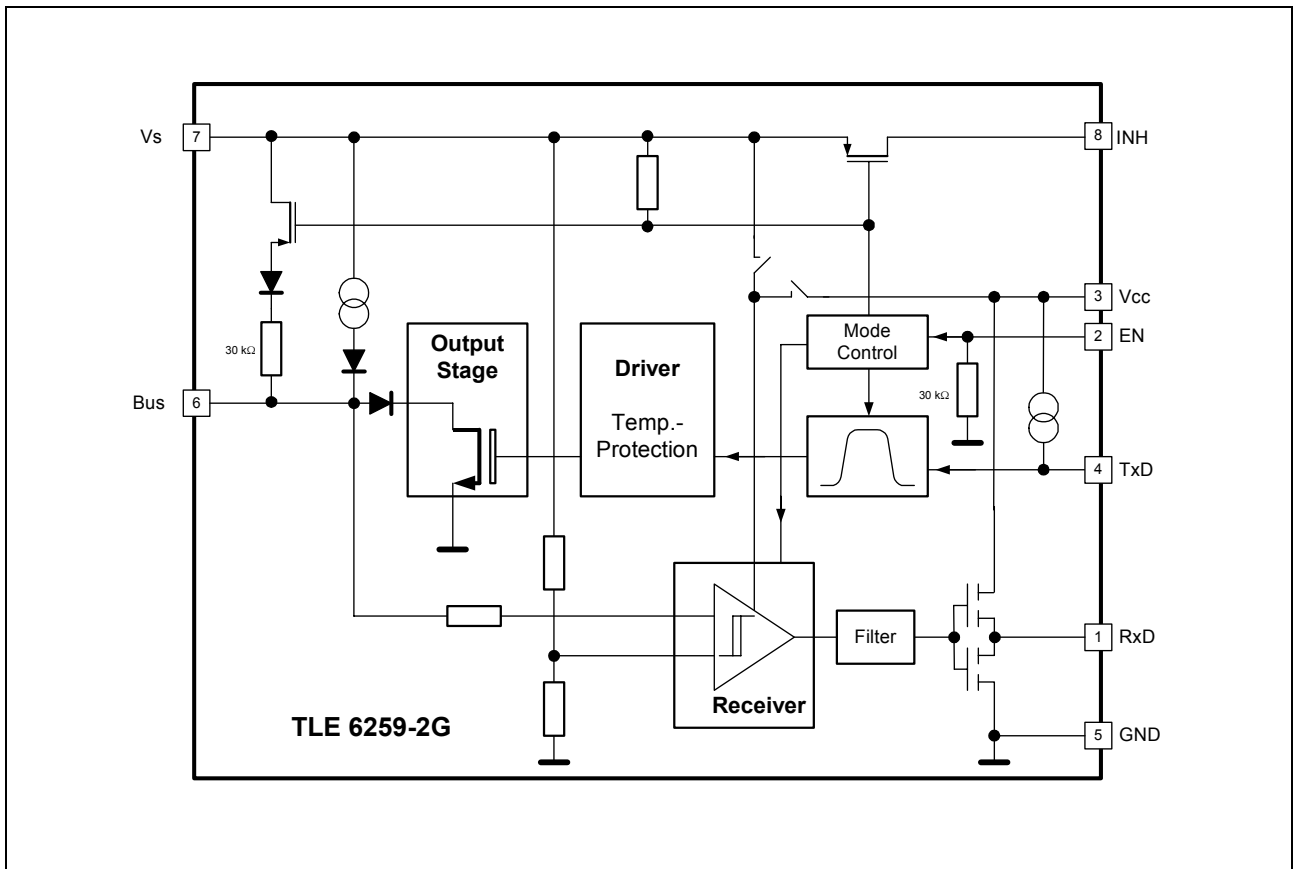 Vs
7
8
INH
3
Vcc
2
EN
Mode
Control
Output
Stage
Driver
Temp.-
Protection
30 kΩ
30 kΩ
Bus
6
4
TxD
Filter
1
RxD
Receiver
TLE 6259-2G
5
GND